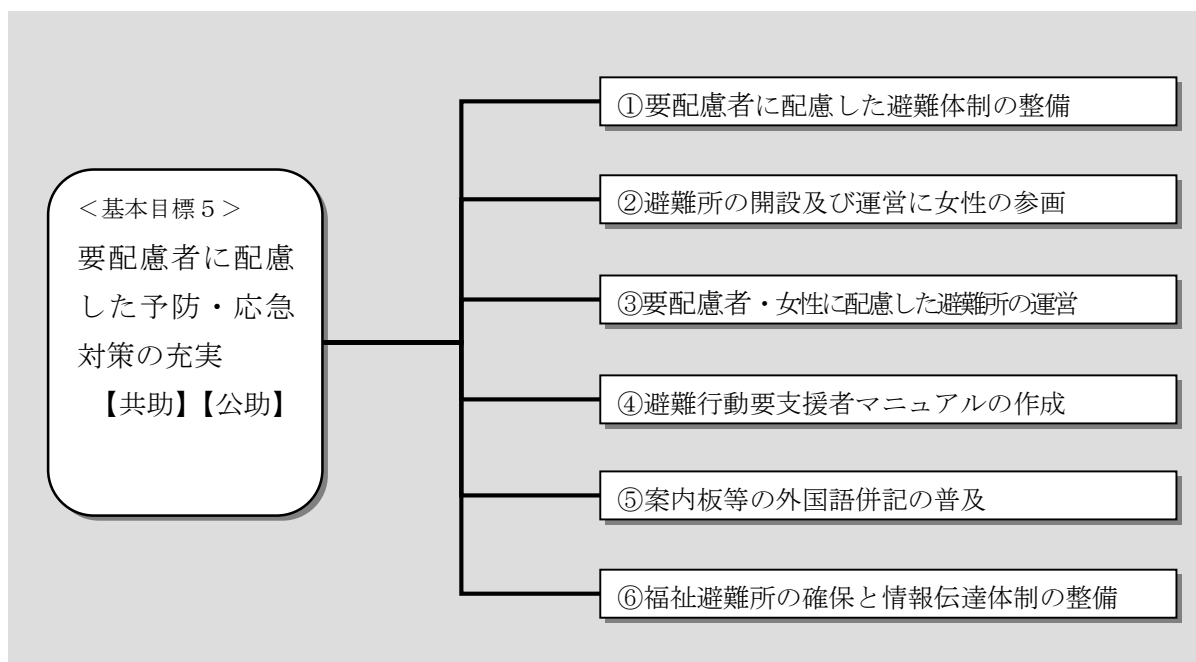 ＜基本目標５＞
要配慮者に配慮
した予防・応急
対策の充実
【共助】【公助】
①要配慮者に配慮した避難体制の整備
②避難所の開設及び運営に女性の参画
③要配慮者・女性に配慮した避難所の運営
④避難行動要支援者マニュアルの作成
⑤案内板等の外国語併記の普及
⑥福祉避難所の確保と情報伝達体制の整備